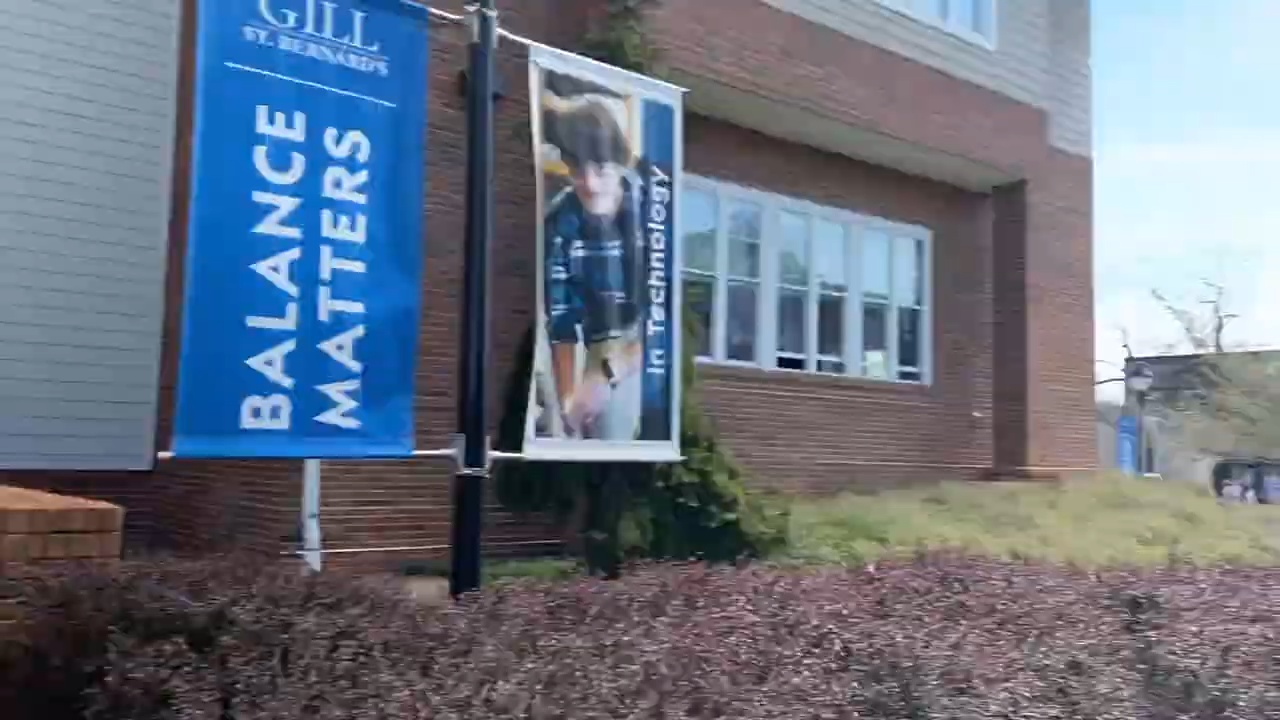 GILL
ST. BERNARD'S
BALANCE
MATTERS
In Technology